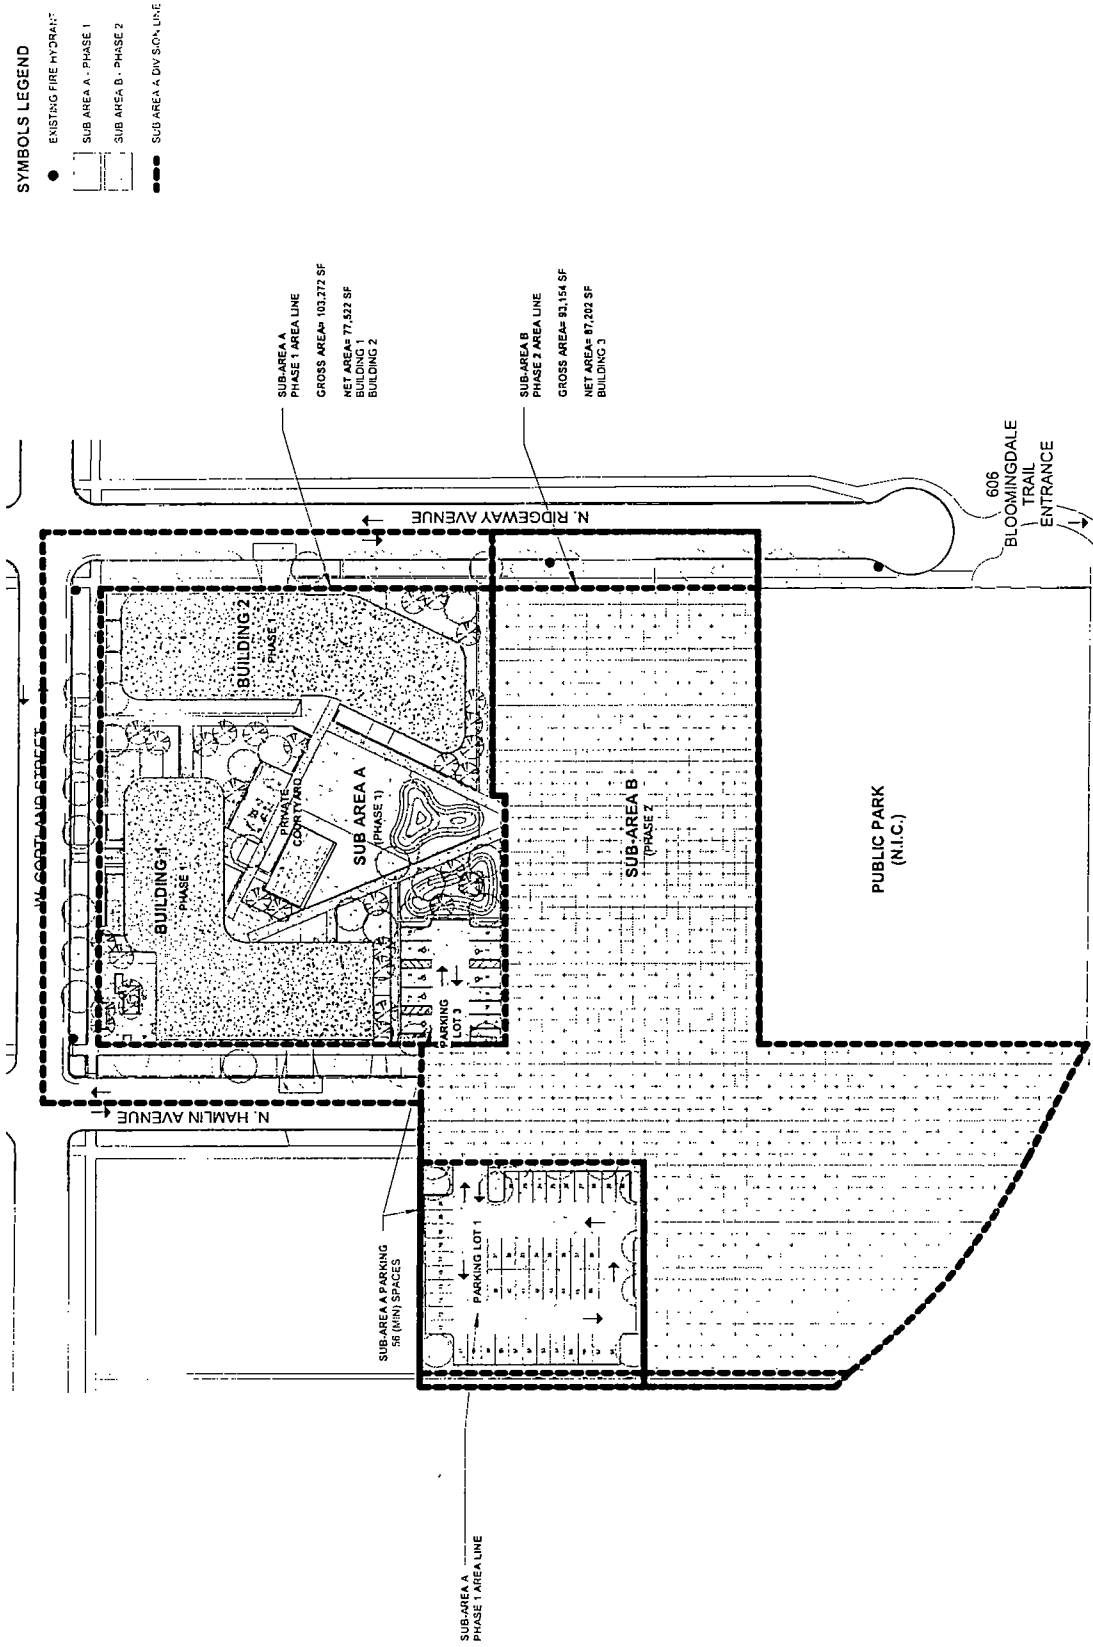 SYMBOLS LEGEND
EXISTING FIRE HYDRANT
SUB AREA A - PHASE 1
SUB AREA B - PHASE 2
SUB AREA A DIVISION LINE
SUB-AREA A
PHASE 1 AREA LINE
GROSS AREA= 103,272 SF
NET AREA= 77,522 SF
BUILDING 1
BUILDING 2
SUB-AREA B
PHASE 2 AREA LINE
GROSS AREA= 93,154 SF
NET AREA= 87,202 SF
BUILDING 3
W. CORTLAND STREET
N. RIDGEWAY AVENUE
606
BLOOMINGDALE
TRAIL
ENTRANCE
BUILDING 2
PHASE 1
BUILDING 1
PHASE 1
PRIVATE
COURTYARD
SUB AREA A
(PHASE 1)
PARKING
LOT 3
SUB-AREA B
(PHASE 2
PUBLIC PARK
(N.I.C.)
N. HAMLIN AVENUE
SUB-AREA A PARKING
56 (MIN) SPACES
PARKING LOT 1
SUB-AREA A
PHASE 1 AREA LINE